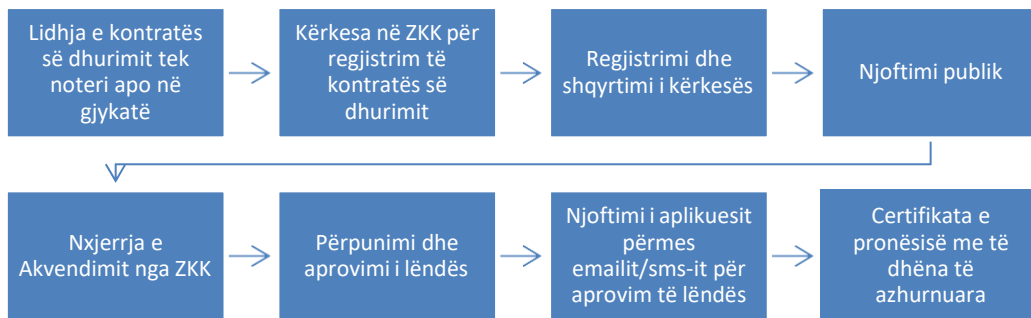 Lidhja e kontratës
së dhurimit tek
noteri apo në
gjykatë
Kërkesa në ZKK për
regjistrim të
kontratës së
dhurimit
Regjistrimi dhe
shqyrtimi i kërkesës
Njoftimi publik
Nxjerrja e
Akvendimit nga ZKK
Përpunimi dhe
aprovimi i lëndës
Njoftimi i aplikuesit
përmes
emailit/sms-it për
aprovim të lëndës
Certifikata e
pronësisë me të
dhëna të
azhurnuara